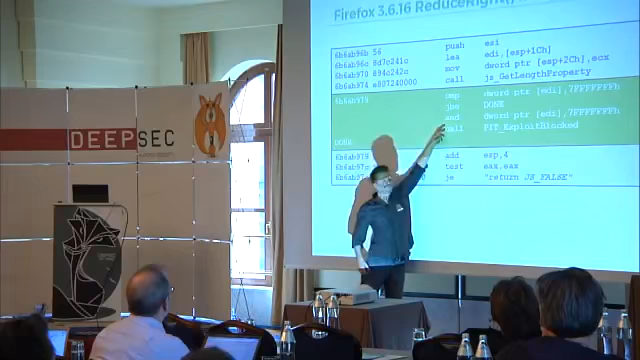 Firefox 3.6.16 ReduceRight()
6b6ab96b 56 push esi
6b6ab96c 8d7c241c lea edi,[esp+1Ch]
6b6ab970 894c242c mov dword ptr [esp+2Ch],ecx
6b6ab974 e807240000 call js_GetLengthProperty
6b6ab979 cmp dword ptr [edi],7FFFFFFFh
jbe DONE
and dword ptr [edi],7FFFFFFFh
call PIT_ExploitBlocked
DONE:
6b6ab979 add esp,4
6b6ab97c test eax,eax
je "return JS_FALSE"
DEEPSEC